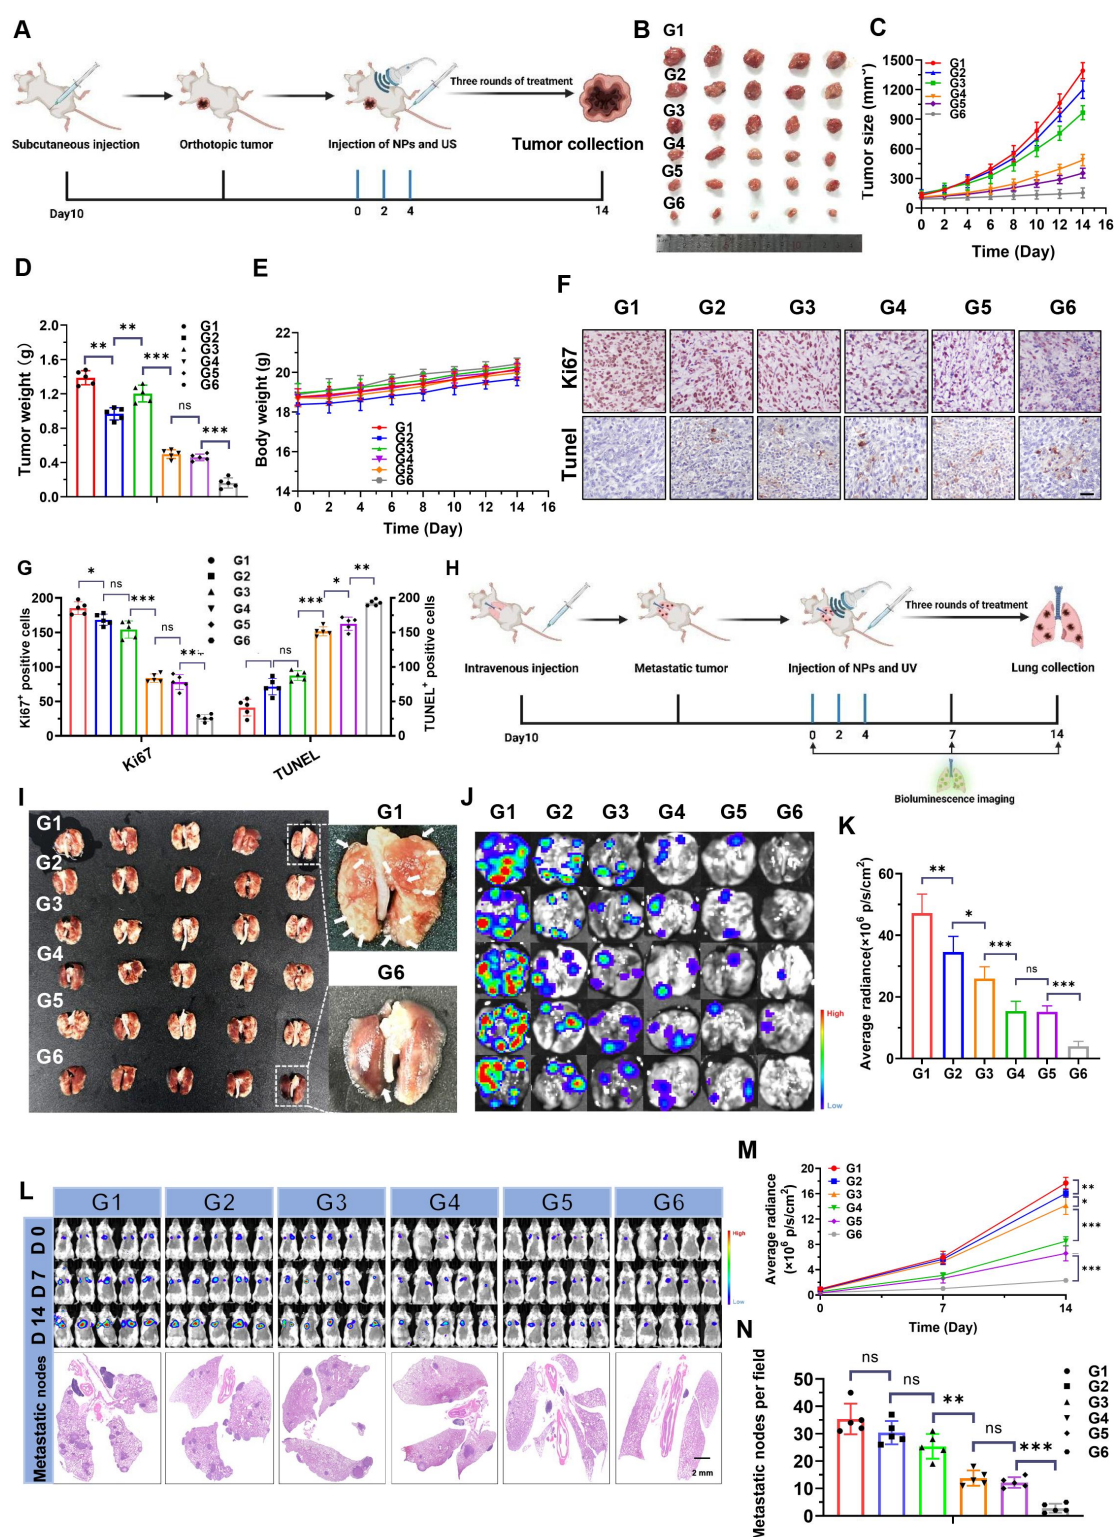 A
Subcutaneous injection
Orthotopic tumor
Injection of NPs and US
Three rounds of treatment
Tumor collection
Day10
0
2
4
14
B
G1
G2
G3
G4
G5
G6
C
Tumor size (mm³)
1500
1200
900
600
300
0
0 2 4 6 8 10 12 14 16
Time (Day)
G1
G2
G3
G4
G5
G6
D
Tumor weight (g)
2.0
1.6
1.2
0.8
0.4
0.0
**
**
***
ns
***
G1
G2
G3
G4
G5
G6
E
Body weight (g)
22
20
18
16
14
0 2 4 6 8 10 12 14 16
Time (Day)
G1
G2
G3
G4
G5
G6
F
G1 G2 G3 G4 G5 G6
Ki67
Tunel
G
Ki67+ positive cells
200
150
100
50
0
* ns *** ns **
*** * **
ns
G1
G2
G3
G4
G5
G6
TUNEL+ positive cells
200
150
100
50
0
Ki67
TUNEL
H
Intravenous injection
Metastatic tumor
Injection of NPs and UV
Three rounds of treatment
Lung collection
Day10
0
2
4
7
14
Bioluminescence imaging
I
G1
G2
G3
G4
G5
G6
G1
G6
J
G1 G2 G3 G4 G5 G6
High
Low
K
Average radiance(×10⁶ p/s/cm²)
60
40
20
0
** * *** ns ***
G1 G2 G3 G4 G5 G6
L
G1 G2 G3 G4 G5 G6
D 0
D 7
D 14
Metastatic nodes
High
Low
2 mm
M
Average radiance
(×10⁶ p/s/cm²)
20
16
12
8
4
0
0 7 14
Time (Day)
G1
G2
G3
G4
G5
G6
**
*
***
***
N
Metastatic nodes per field
50
40
30
20
10
0
ns
ns
**
ns
***
G1
G2
G3
G4
G5
G6